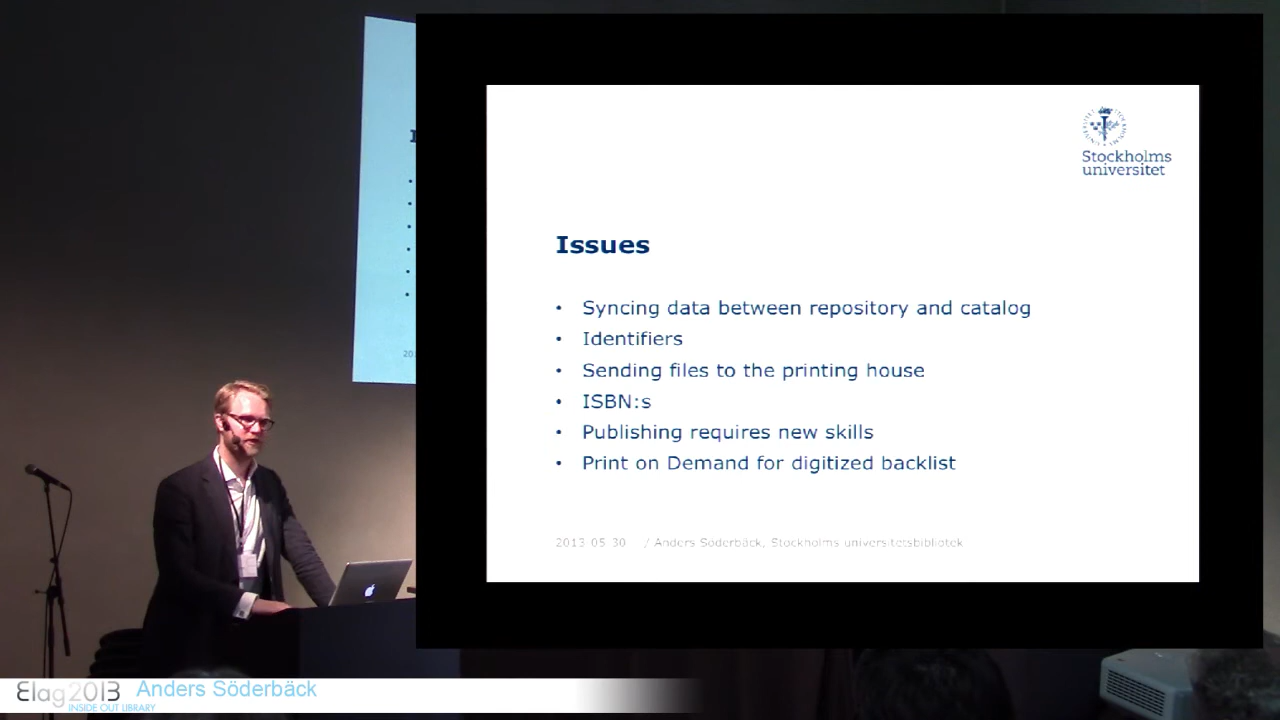 Stockholms
universitet
Issues
• Syncing data between repository and catalog
• Identifiers
• Sending files to the printing house
• ISBN:s
• Publishing requires new skills
• Print on Demand for digitized backlist
2013-05-30 / Anders Söderbäck, Stockholms universitetsbibliotek
Elag2013 Anders Söderbäck
INSIDE OUT LIBRARY